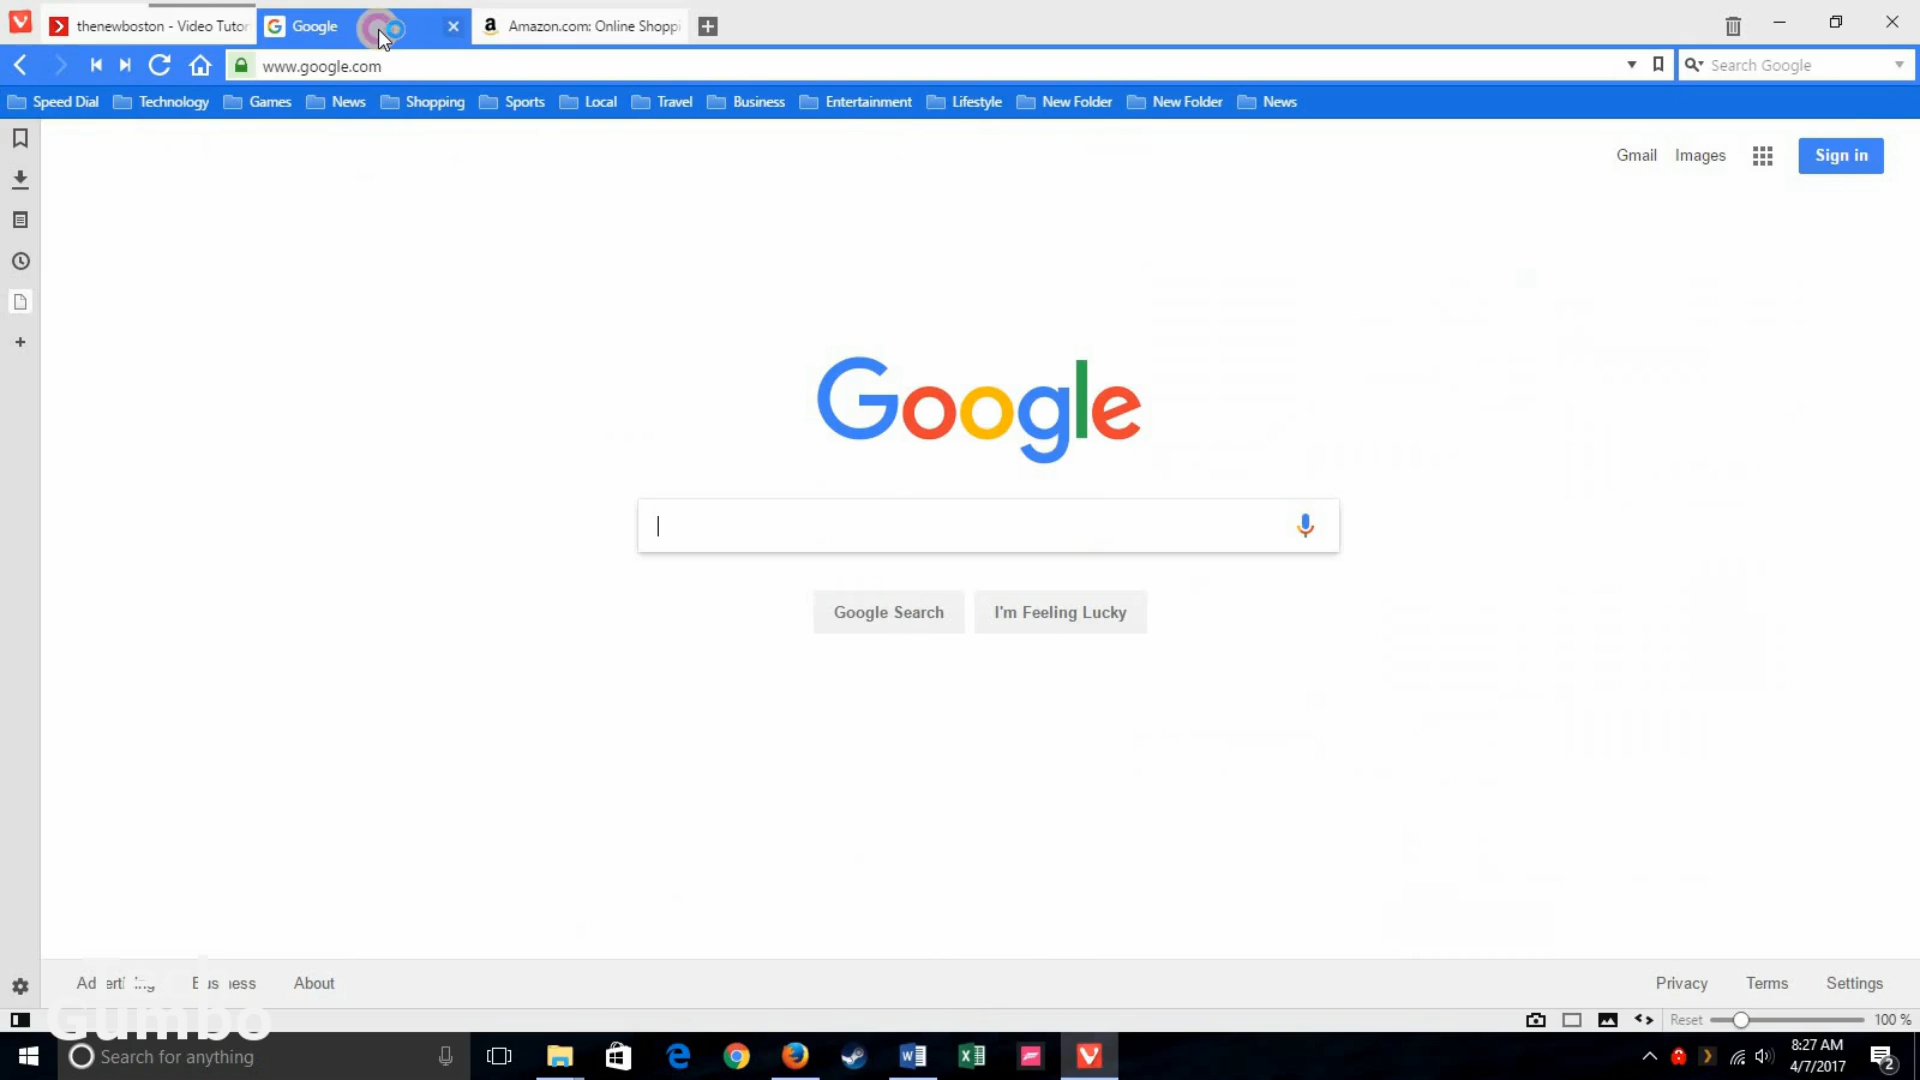 thenewboston - Video Tutor
Google
Amazon.com: Online Shoppi
www.google.com
Search Google
Speed Dial
Technology
Games
News
Shopping
Sports
Local
Travel
Business
Entertainment
Lifestyle
New Folder
New Folder
News
Gmail
Images
Sign in
Google
Google Search
I'm Feeling Lucky
About
Privacy
Terms
Settings
Gumbo
Reset
100 %
Search for anything
8:27 AM
4/7/2017
2